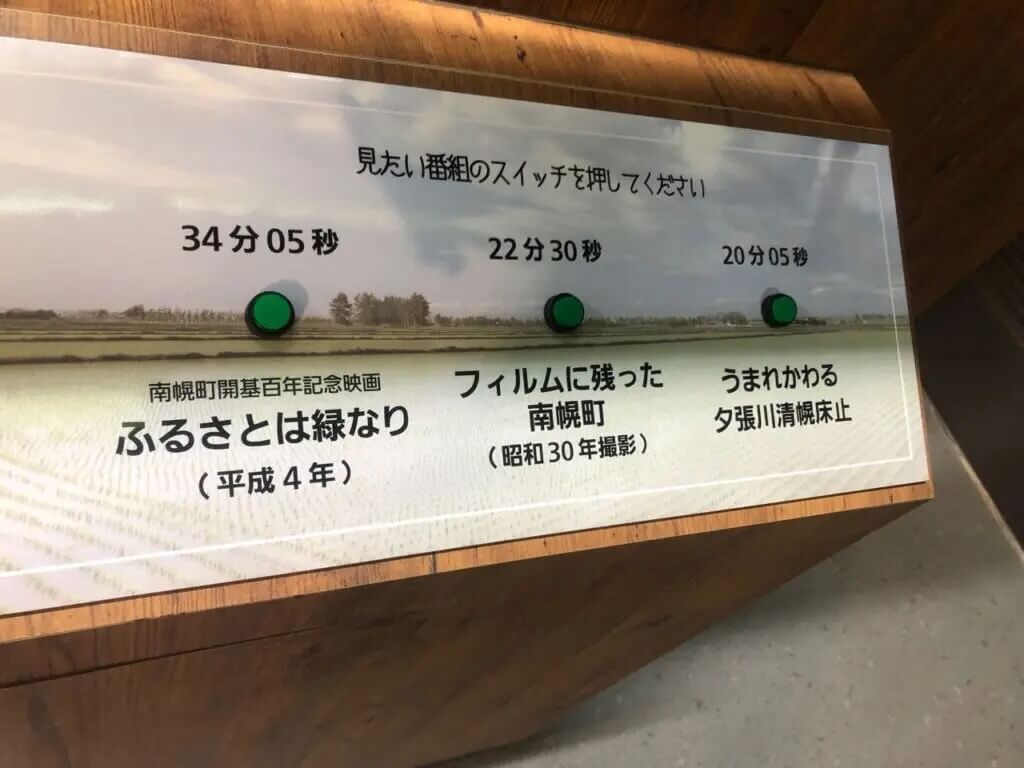 見たい番組のスイッチを押してください
34分05秒
南幌町開基百年記念映画
ふるさとは緑なり
(平成4年)
22分30秒
フィルムに残った
南幌町
(昭和30年撮影)
20分05秒
うまれかわる
夕張川清幌床止